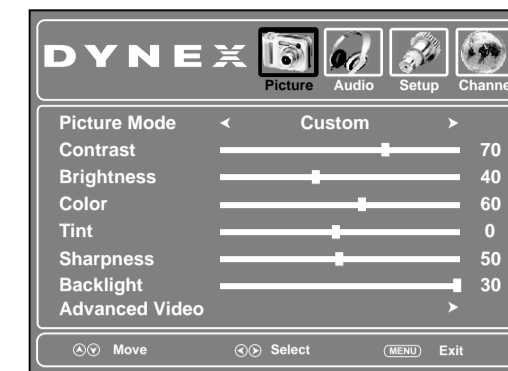 DYNEX
Picture Audio Setup Channe
Picture Mode Custom
Contrast 70
Brightness 40
Color 60
Tint 0
Sharpness 50
Backlight 30
Advanced Video
Move Select MENU Exit